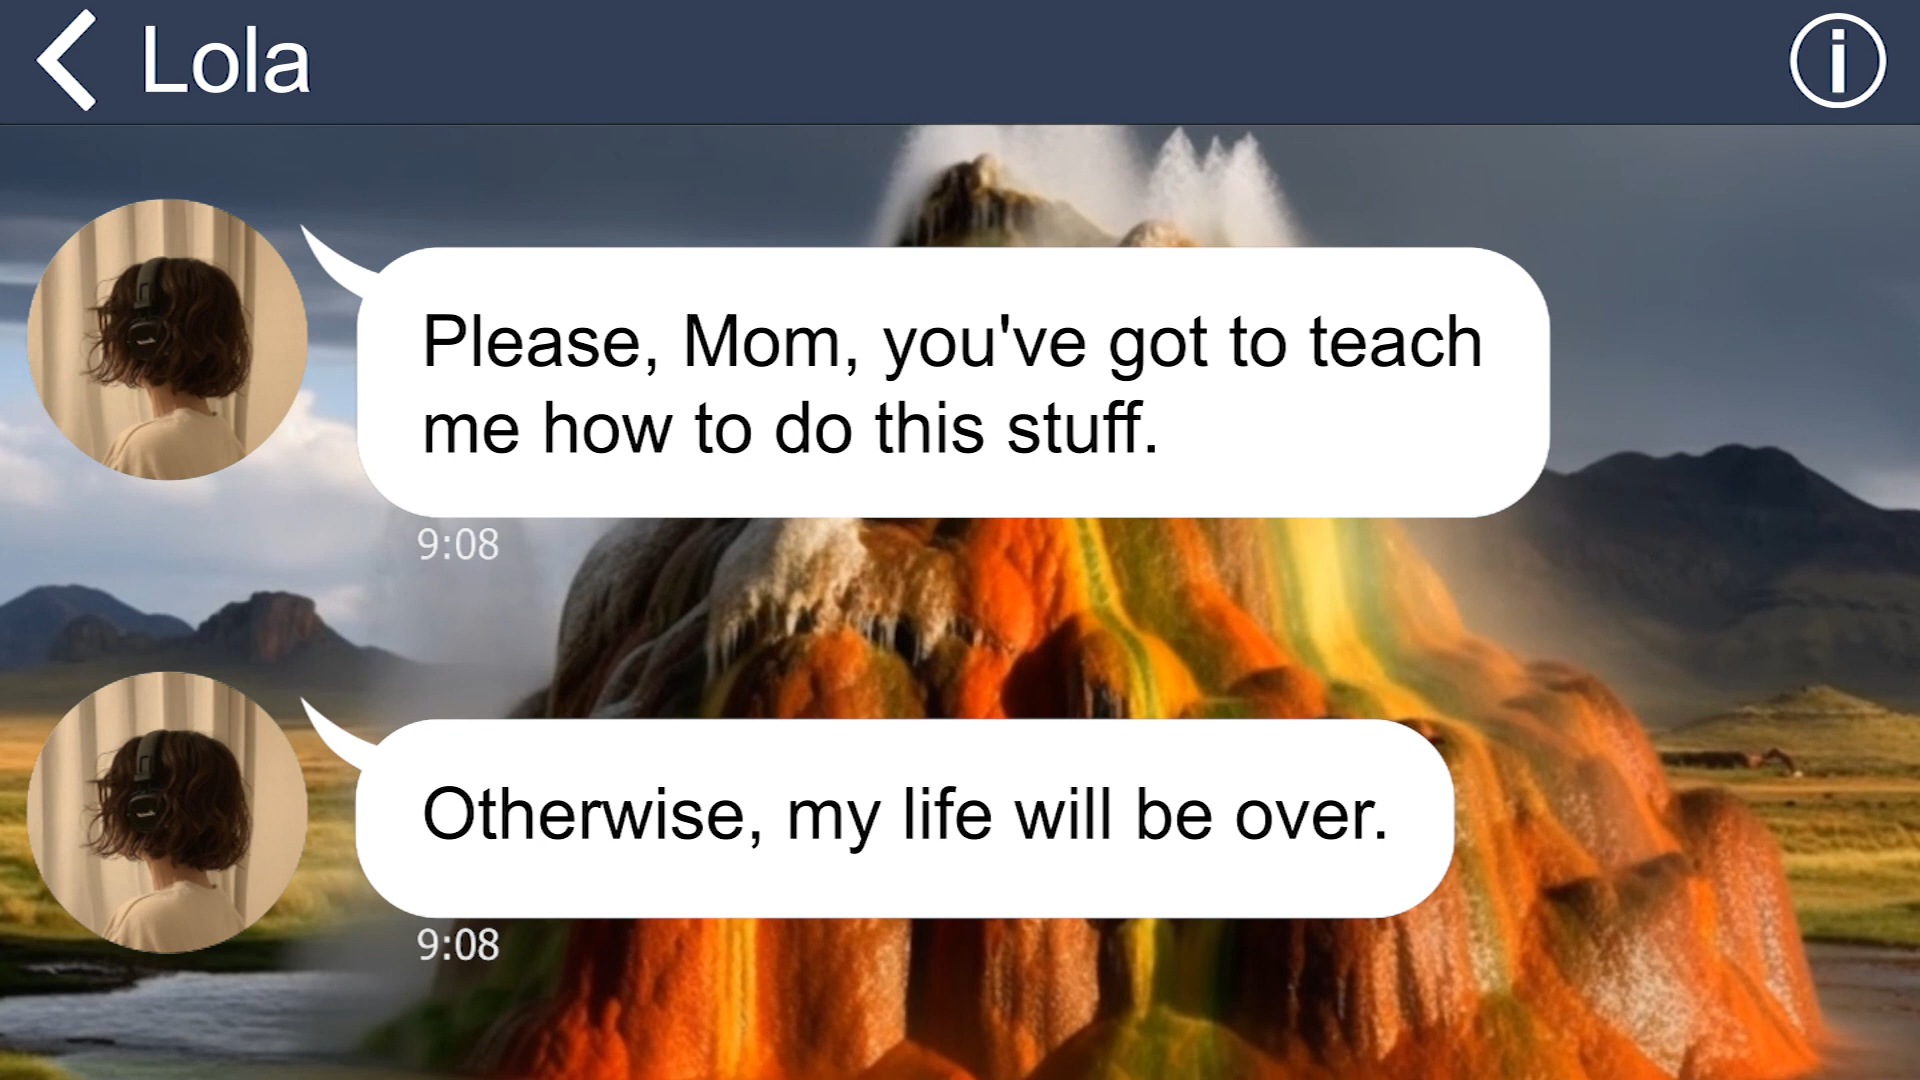 Lola
Please, Mom, you've got to teach
me how to do this stuff.
9:08
Otherwise, my life will be over.
9:08